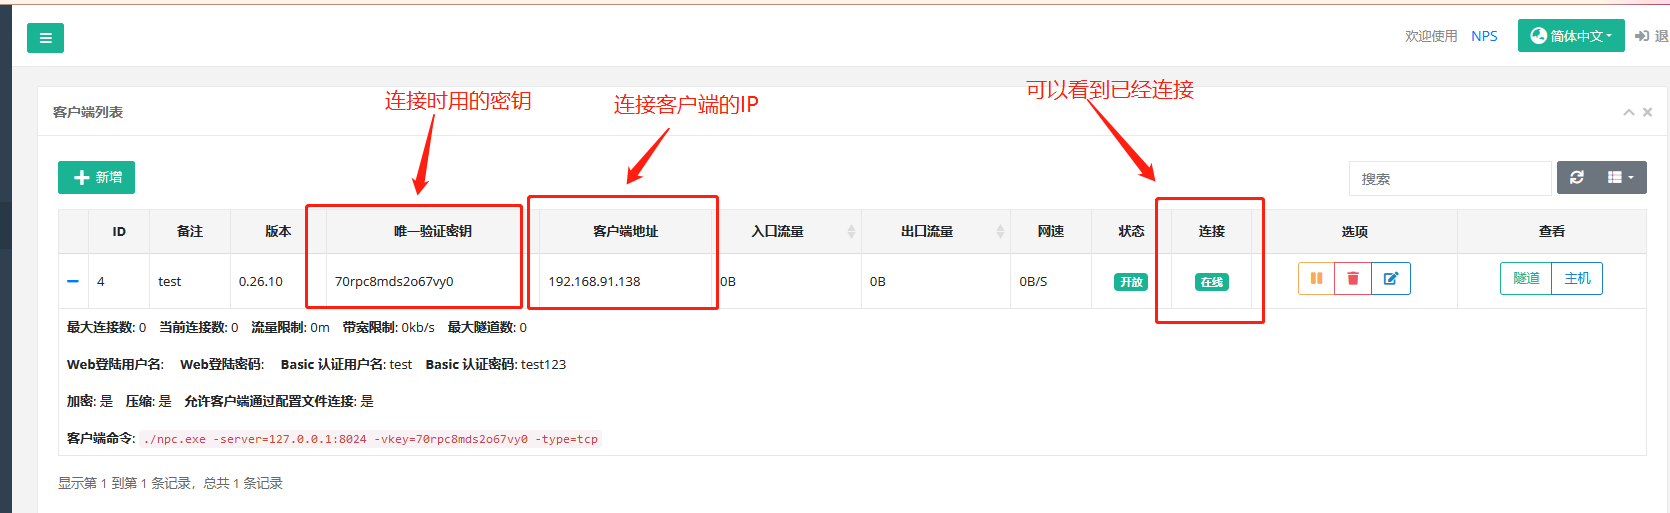 欢迎使用 NPS 简体中文 退
连接时用的密钥 连接客户端的IP 可以看到已经连接
客户端列表
新增 搜索
ID 备注 版本 唯一验证密钥 客户端地址 入口流量 出口流量 网速 状态 连接 选项 查看
4 test 0.26.10 70rpc8mds2o67vy0 192.168.91.138 0B 0B 0B/S 开放 在线 隧道 主机
最大连接数: 0 当前连接数: 0 流量限制: 0m 带宽限制: 0kb/s 最大隧道数: 0
Web登陆用户名: Web登陆密码: Basic 认证用户名: test Basic 认证密码: test123
加密: 是 压缩: 是 允许客户端通过配置文件连接: 是
客户端命令: ./npc.exe -server=127.0.0.1:8024 -vkey=70rpc8mds2o67vy0 -type=tcp
显示第 1 到第 1 条记录，总共 1 条记录